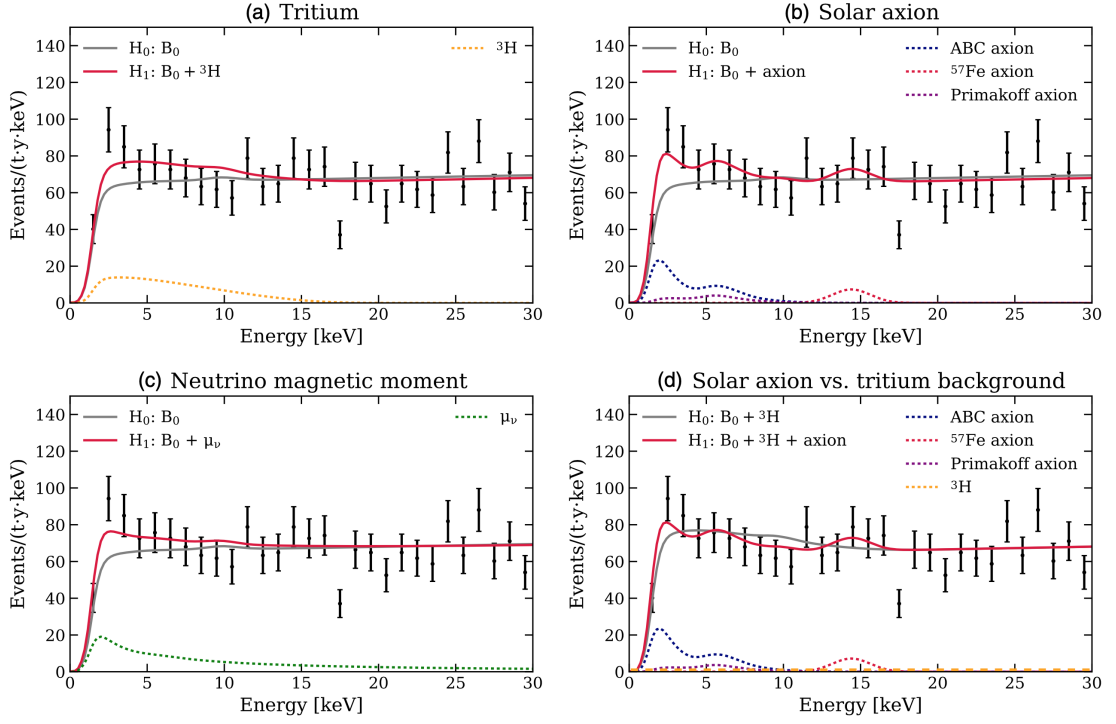 (a) Tritium
140
120
100
80
60
40
20
0
Events/(t·y·keV)
H₀: B₀
H₁: B₀ + ³H
³H
0 5 10 15 20 25 30
Energy [keV]
(b) Solar axion
140
120
100
80
60
40
20
0
Events/(t·y·keV)
H₀: B₀
H₁: B₀ + axion
ABC axion
⁵⁷Fe axion
Primakoff axion
0 5 10 15 20 25 30
Energy [keV]
(c) Neutrino magnetic moment
140
120
100
80
60
40
20
0
Events/(t·y·keV)
H₀: B₀
H₁: B₀ + μᵥ
μᵥ
0 5 10 15 20 25 30
Energy [keV]
(d) Solar axion vs. tritium background
140
120
100
80
60
40
20
0
Events/(t·y·keV)
H₀: B₀ + ³H
H₁: B₀ + ³H + axion
ABC axion
⁵⁷Fe axion
Primakoff axion
³H
0 5 10 15 20 25 30
Energy [keV]